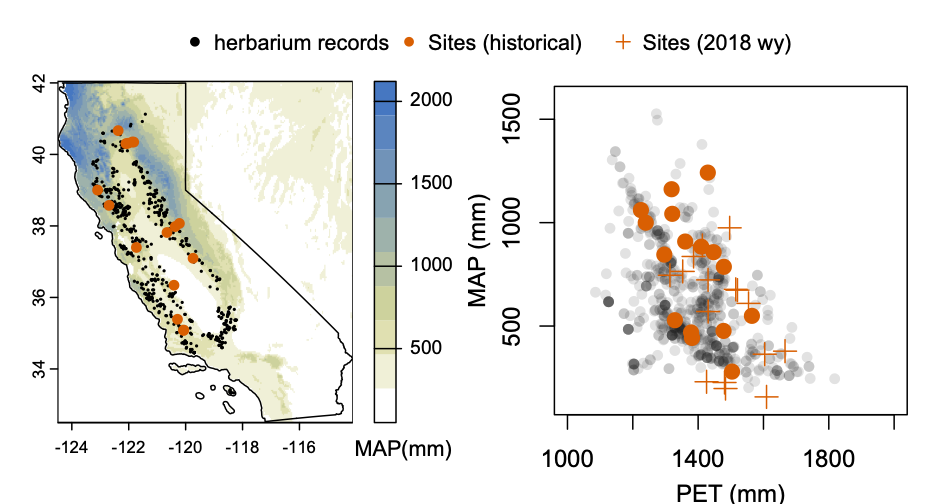 herbarium records Sites (historical) Sites (2018 wy)
42
40
38
36
34
-124 -122 -120 -118 -116
2000
1500
1000
500
MAP(mm)
MAP (mm)
1500
1000
500
1000 1400 1800
PET (mm)